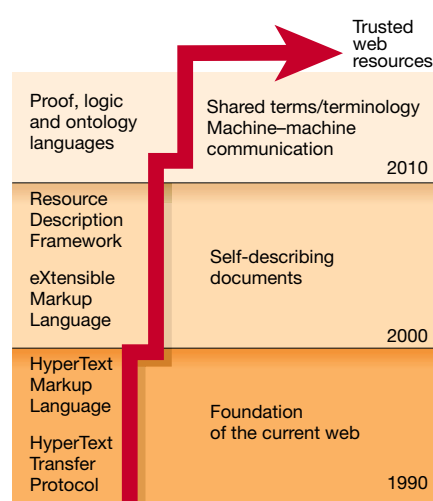 Trusted
web
resources
Proof, logic
and ontology
languages
Shared terms/terminology
Machine–machine
communication
2010
Resource
Description
Framework
eXtensible
Markup
Language
Self-describing
documents
2000
HyperText
Markup
Language
HyperText
Transfer
Protocol
Foundation
of the current web
1990